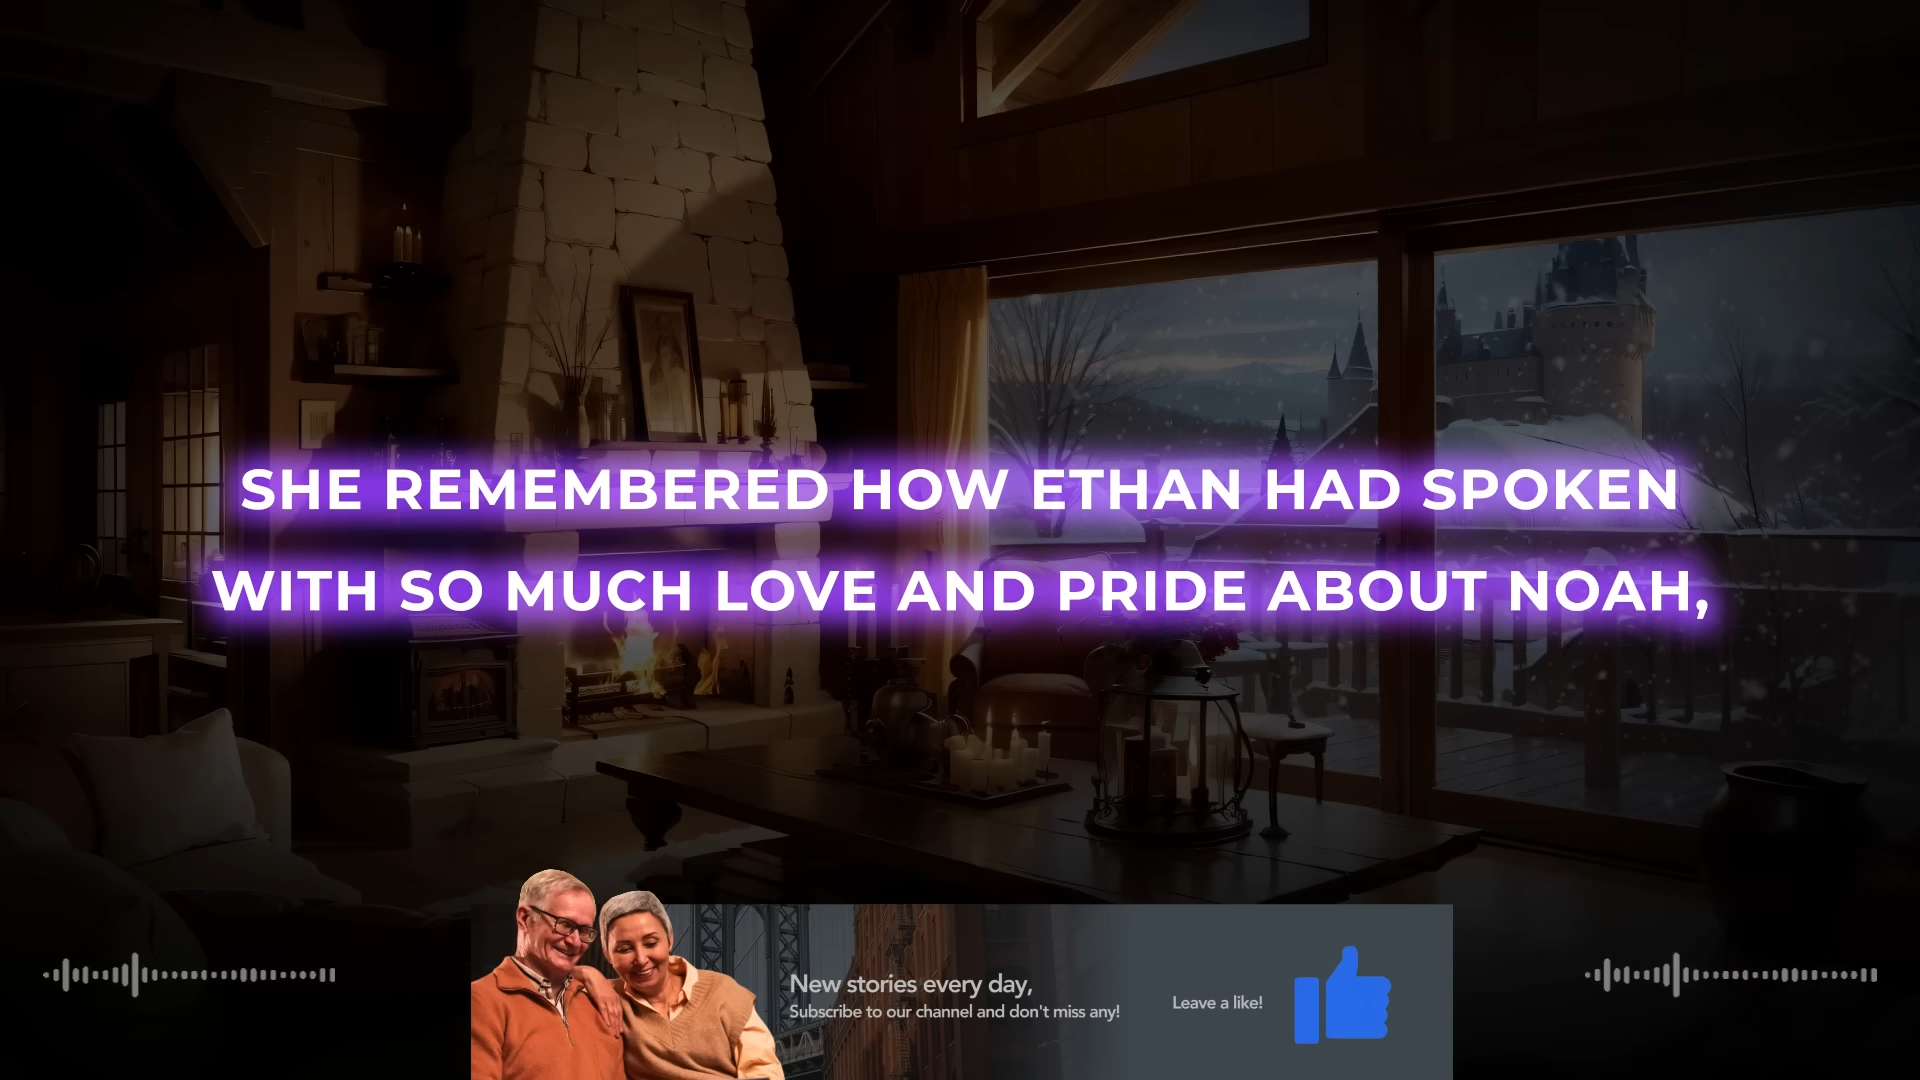 SHE REMEMBERED HOW ETHAN HAD SPOKEN
WITH SO MUCH LOVE AND PRIDE ABOUT NOAH,
New stories every day,
Subscribe to our channel and don't miss any!
Leave a like!